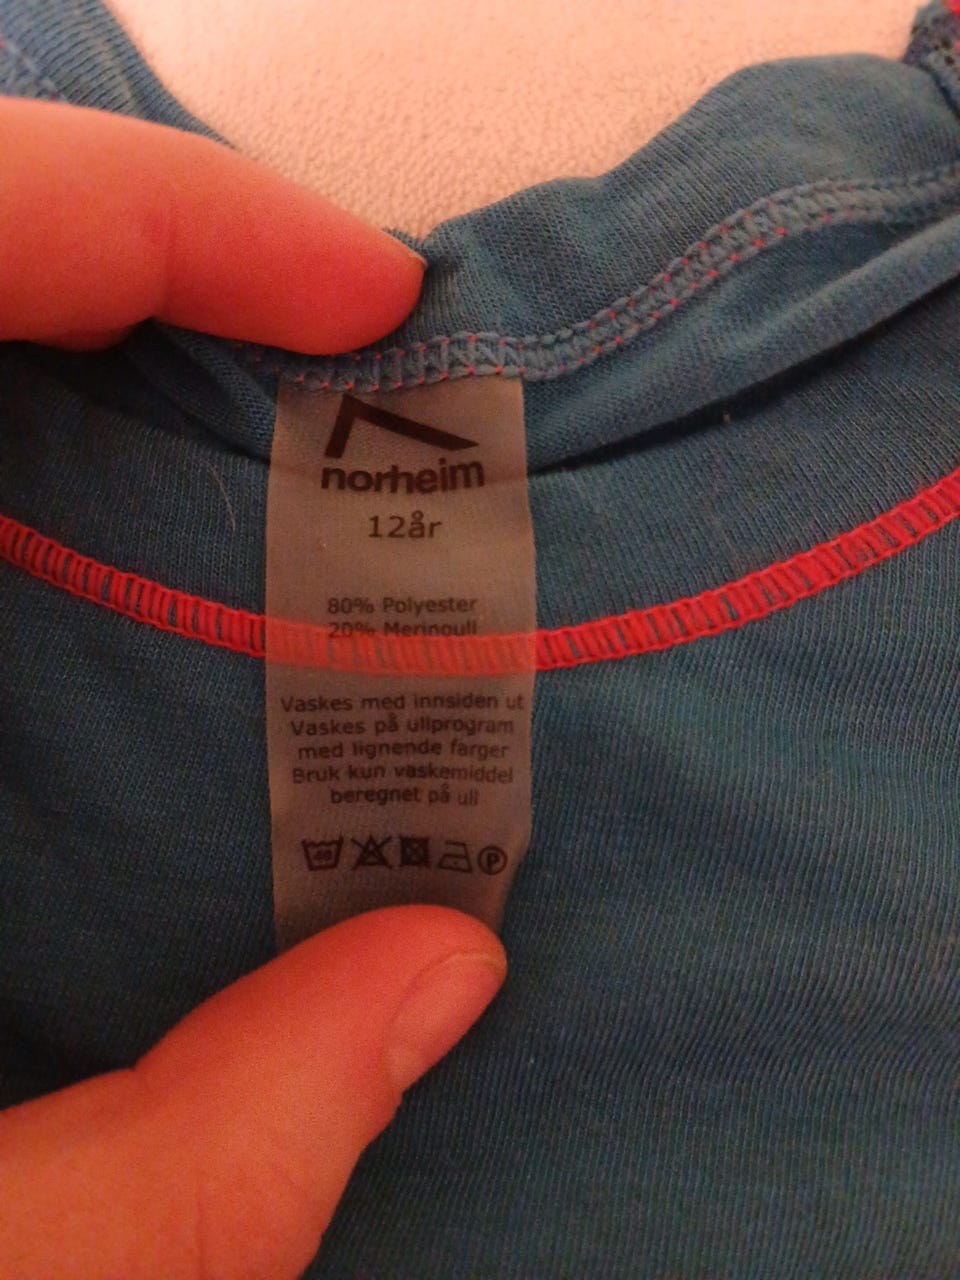 norheim
12år
80% Polyester
20% Merinoull
Vaskes med innsiden ut
Vaskes på ullprogram
med lignende farger
Bruk kun vaskemiddel
beregnet på ull
40 P